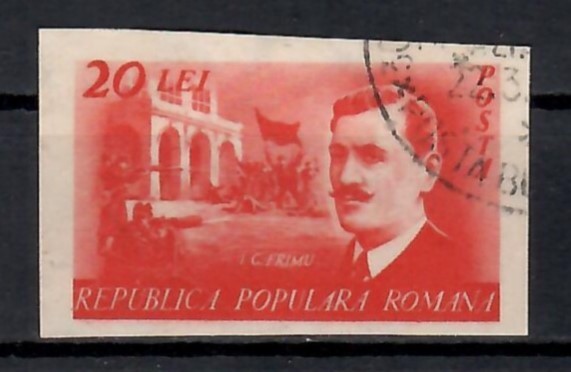 20 LEI
POSTA
I. C. FRIMU
REPUBLICA POPULARA ROMANA